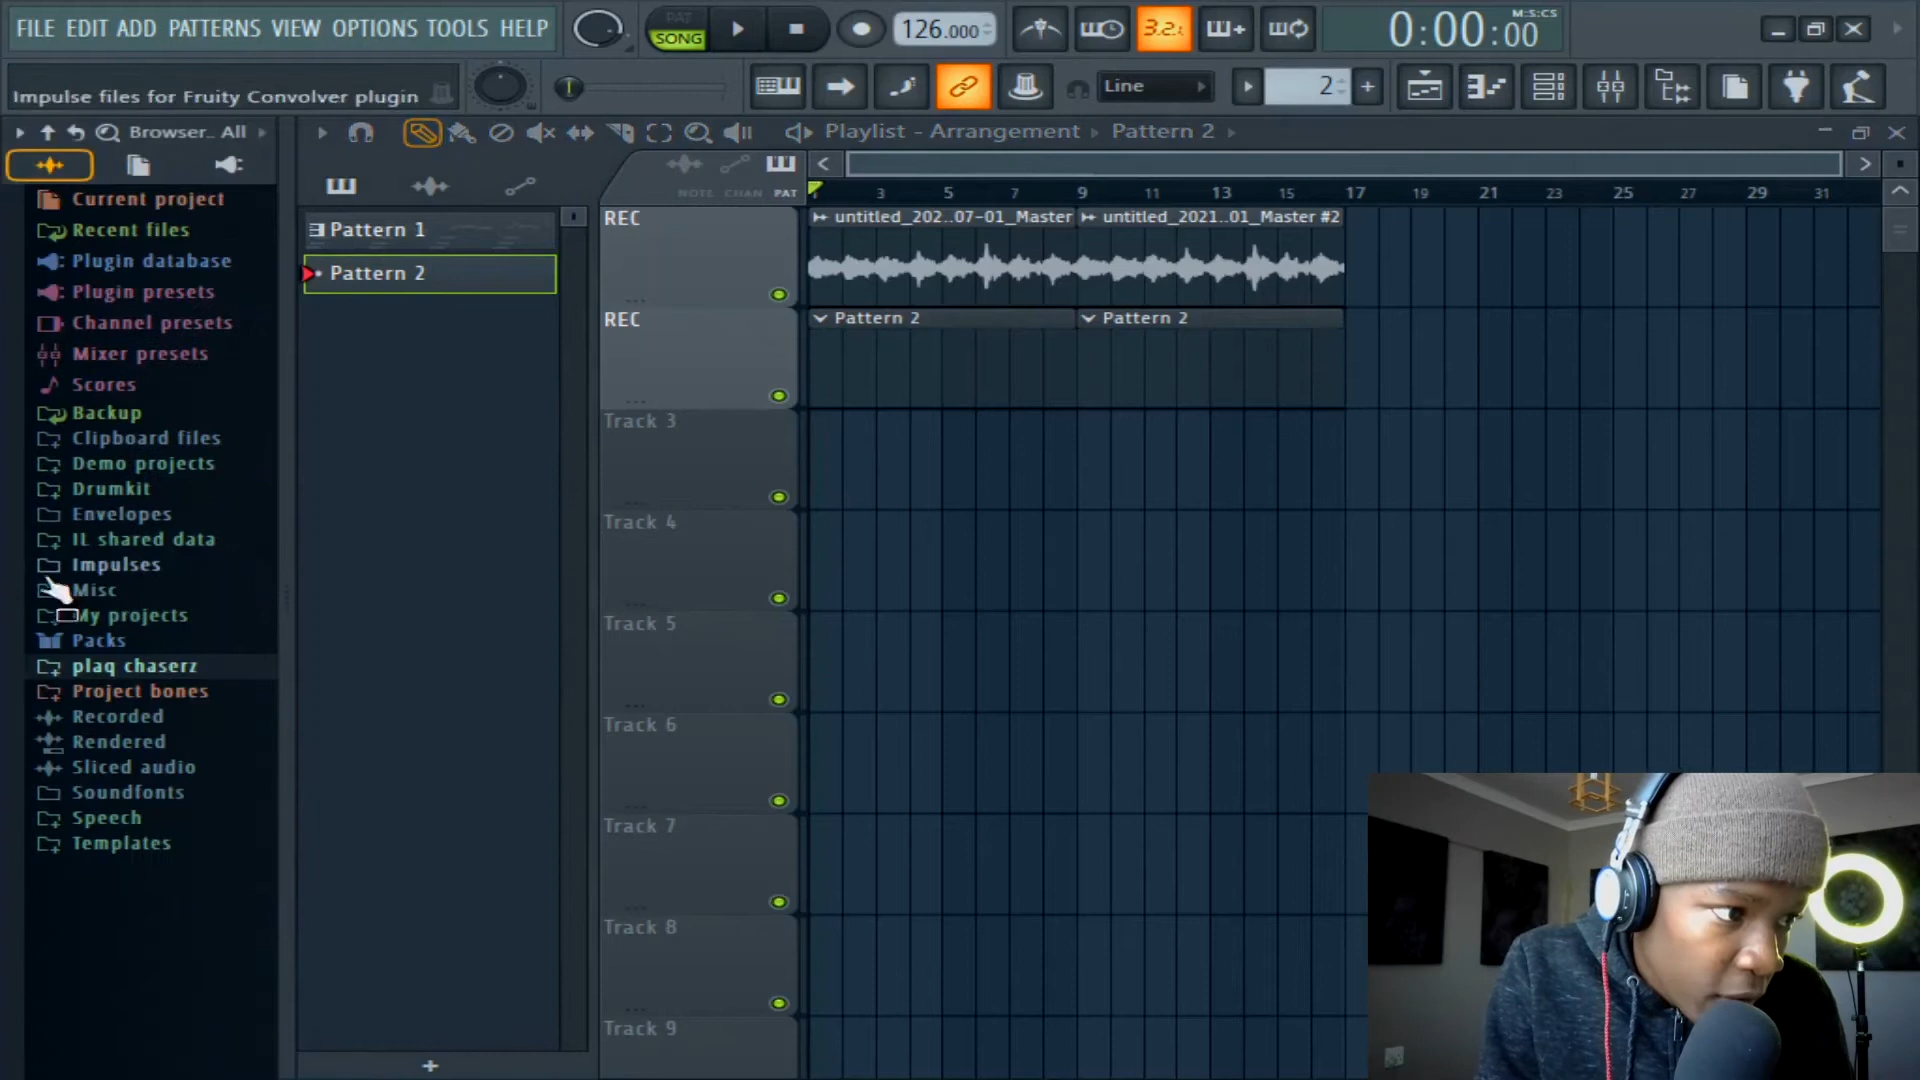 FILE EDIT ADD PATTERNS VIEW OPTIONS TOOLS HELP
PAT
SONG
126.000
3.2.
M:S:CS
0:00:00
Impulse files for Fruity Convolver plugin
Line
2
Browser.. All
Playlist - Arrangement
Pattern 2
NOTE CHAN PAT
3 5 7 9 11 13 15 17 19 21 23 25 27 29 31
Current project
Recent files
Plugin database
Plugin presets
Channel presets
Mixer presets
Scores
Backup
Clipboard files
Demo projects
Drumkit
Envelopes
IL shared data
Impulses
Misc
My projects
Packs
plaq chaserz
Project bones
Recorded
Rendered
Sliced audio
Soundfonts
Speech
Templates
Pattern 1
Pattern 2
REC
untitled_202..07-01_Master
untitled_2021..01_Master #2
REC
Pattern 2
Pattern 2
Track 3
Track 4
Track 5
Track 6
Track 7
Track 8
Track 9